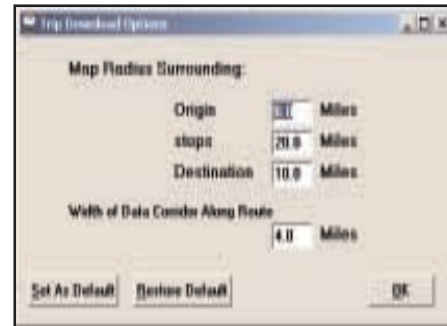 Trip Download Options
Map Radius Surrounding:
Origin Miles
stops 20.0 Miles
Destination 10.0 Miles
Width of Data Corridor Along Route
4.0 Miles
Set As Default Restore Default OK